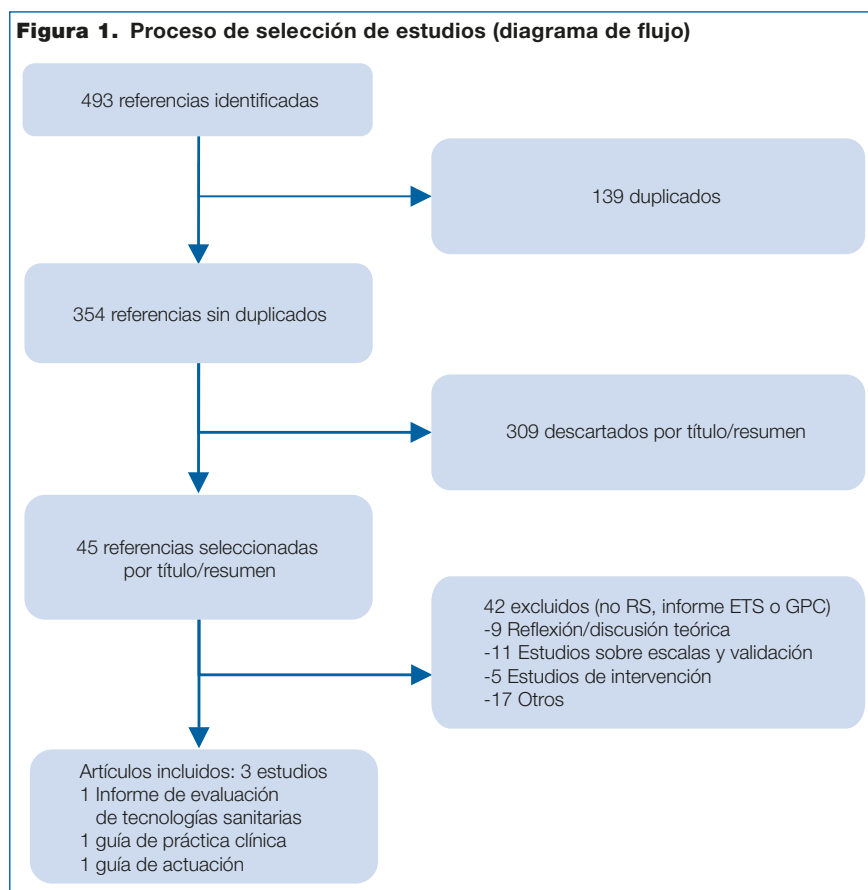 Figura 1. Proceso de selección de estudios (diagrama de flujo)
493 referencias identificadas
139 duplicados
354 referencias sin duplicados
309 descartados por título/resumen
45 referencias seleccionadas
por título/resumen
42 excluidos (no RS, informe ETS o GPC)
-9 Reflexión/discusión teórica
-11 Estudios sobre escalas y validación
-5 Estudios de intervención
-17 Otros
Artículos incluidos: 3 estudios
1 Informe de evaluación
de tecnologías sanitarias
1 guía de práctica clínica
1 guía de actuación